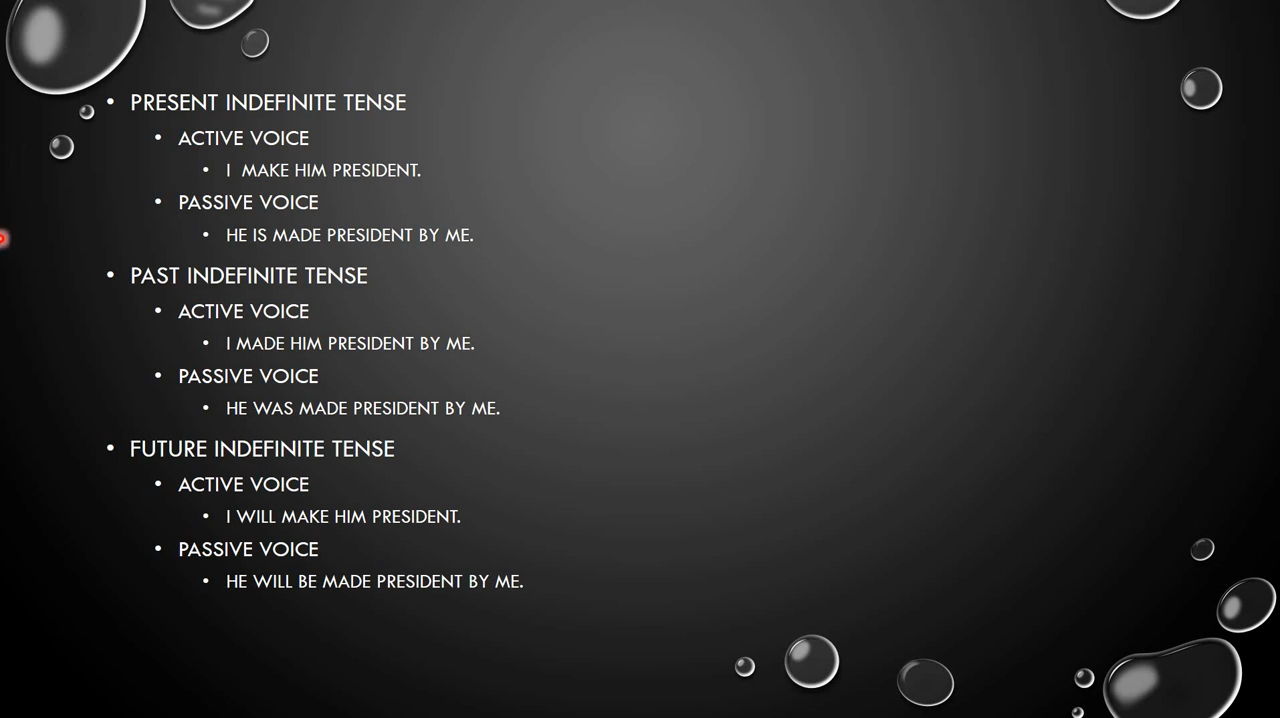 • PRESENT INDEFINITE TENSE
• ACTIVE VOICE
• I MAKE HIM PRESIDENT.
• PASSIVE VOICE
• HE IS MADE PRESIDENT BY ME.
• PAST INDEFINITE TENSE
• ACTIVE VOICE
• I MADE HIM PRESIDENT BY ME.
• PASSIVE VOICE
• HE WAS MADE PRESIDENT BY ME.
• FUTURE INDEFINITE TENSE
• ACTIVE VOICE
• I WILL MAKE HIM PRESIDENT.
• PASSIVE VOICE
• HE WILL BE MADE PRESIDENT BY ME.